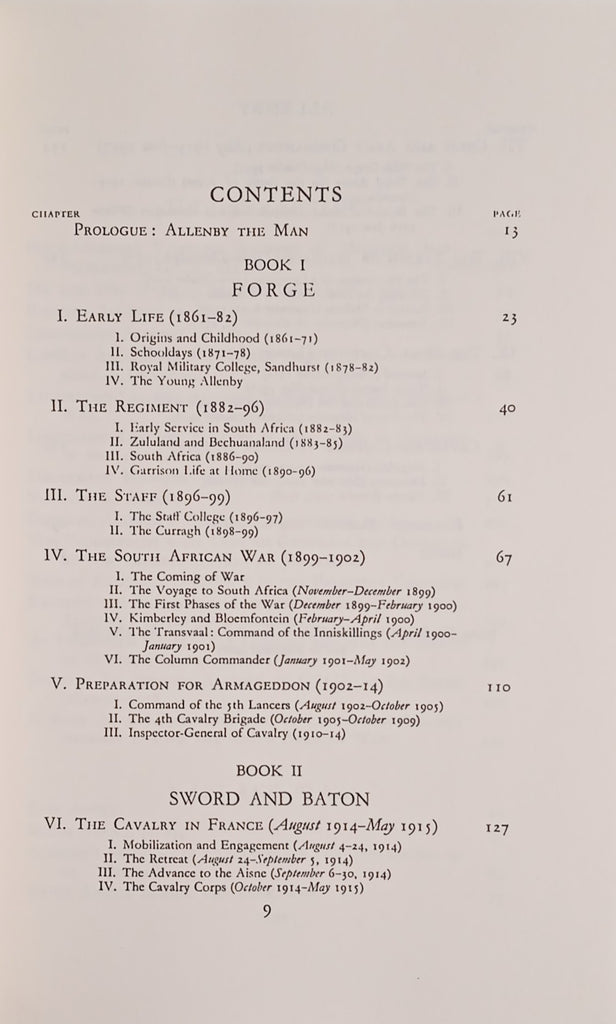 CONTENTS
CHAPTER PAGE
PROLOGUE: ALLENBY THE MAN 13
BOOK I
FORGE
I. EARLY LIFE (1861–82) 23
I. Origins and Childhood (1861–71)
II. Schooldays (1871–78)
III. Royal Military College, Sandhurst (1878–82)
IV. The Young Allenby
II. THE REGIMENT (1882–96) 40
I. Early Service in South Africa (1882–83)
II. Zululand and Bechuanaland (1883–85)
III. South Africa (1886–90)
IV. Garrison Life at Home (1890–96)
III. THE STAFF (1896–99) 61
I. The Staff College (1896–97)
II. The Curragh (1898–99)
IV. THE SOUTH AFRICAN WAR (1899–1902) 67
I. The Coming of War
II. The Voyage to South Africa (November–December 1899)
III. The First Phases of the War (December 1899–February 1900)
IV. Kimberley and Bloemfontein (February–April 1900)
V. The Transvaal: Command of the Inniskillings (April 1900–
January 1901)
VI. The Column Commander (January 1901–May 1902)
V. PREPARATION FOR ARMAGEDDON (1902–14) 110
I. Command of the 5th Lancers (August 1902–October 1905)
II. The 4th Cavalry Brigade (October 1905–October 1909)
III. Inspector-General of Cavalry (1910–14)
BOOK II
SWORD AND BATON
VI. THE CAVALRY IN FRANCE (August 1914–May 1915) 127
I. Mobilization and Engagement (August 4–24, 1914)
II. The Retreat (August 24–September 5, 1914)
III. The Advance to the Aisne (September 6–30, 1914)
IV. The Cavalry Corps (October 1914–May 1915)
9